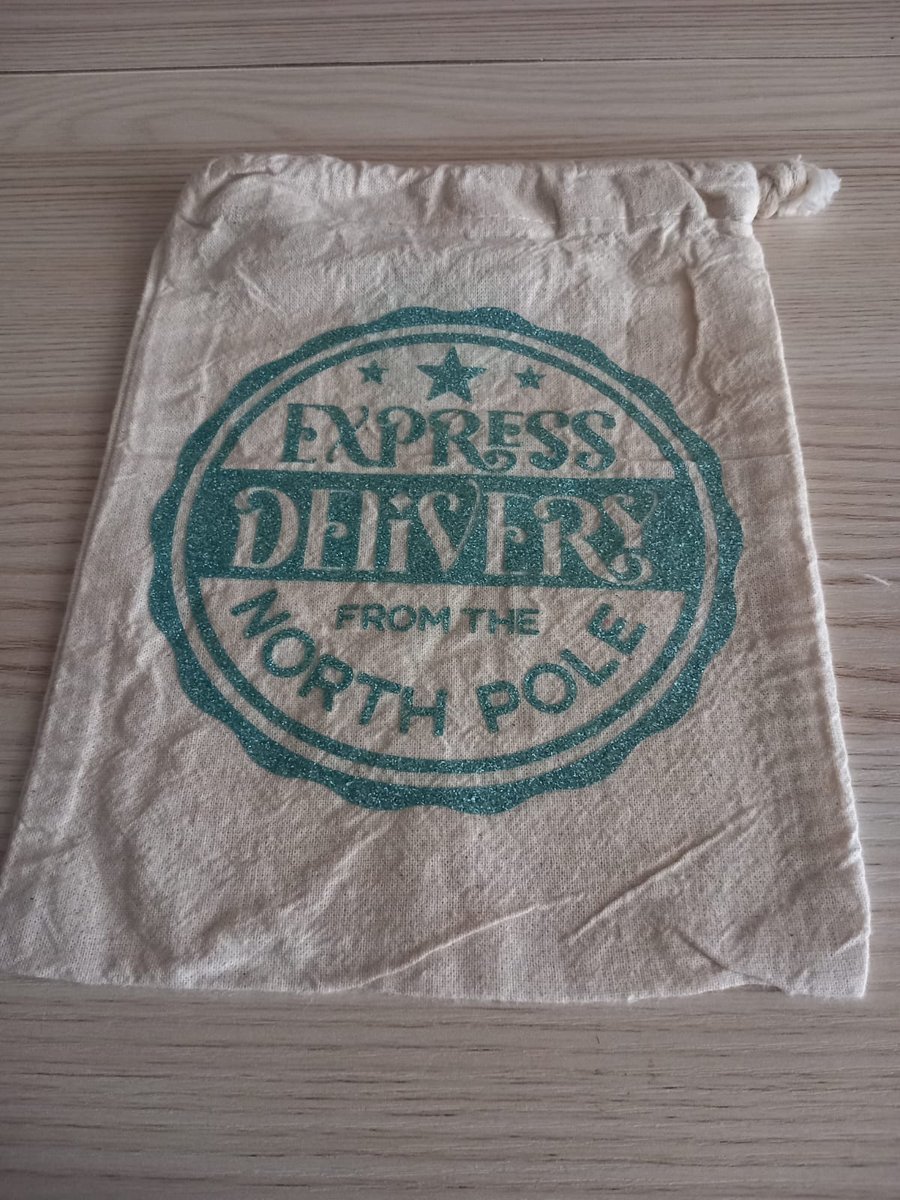 EXPRESS
DELiVERY
FROM THE
NORTH POLE